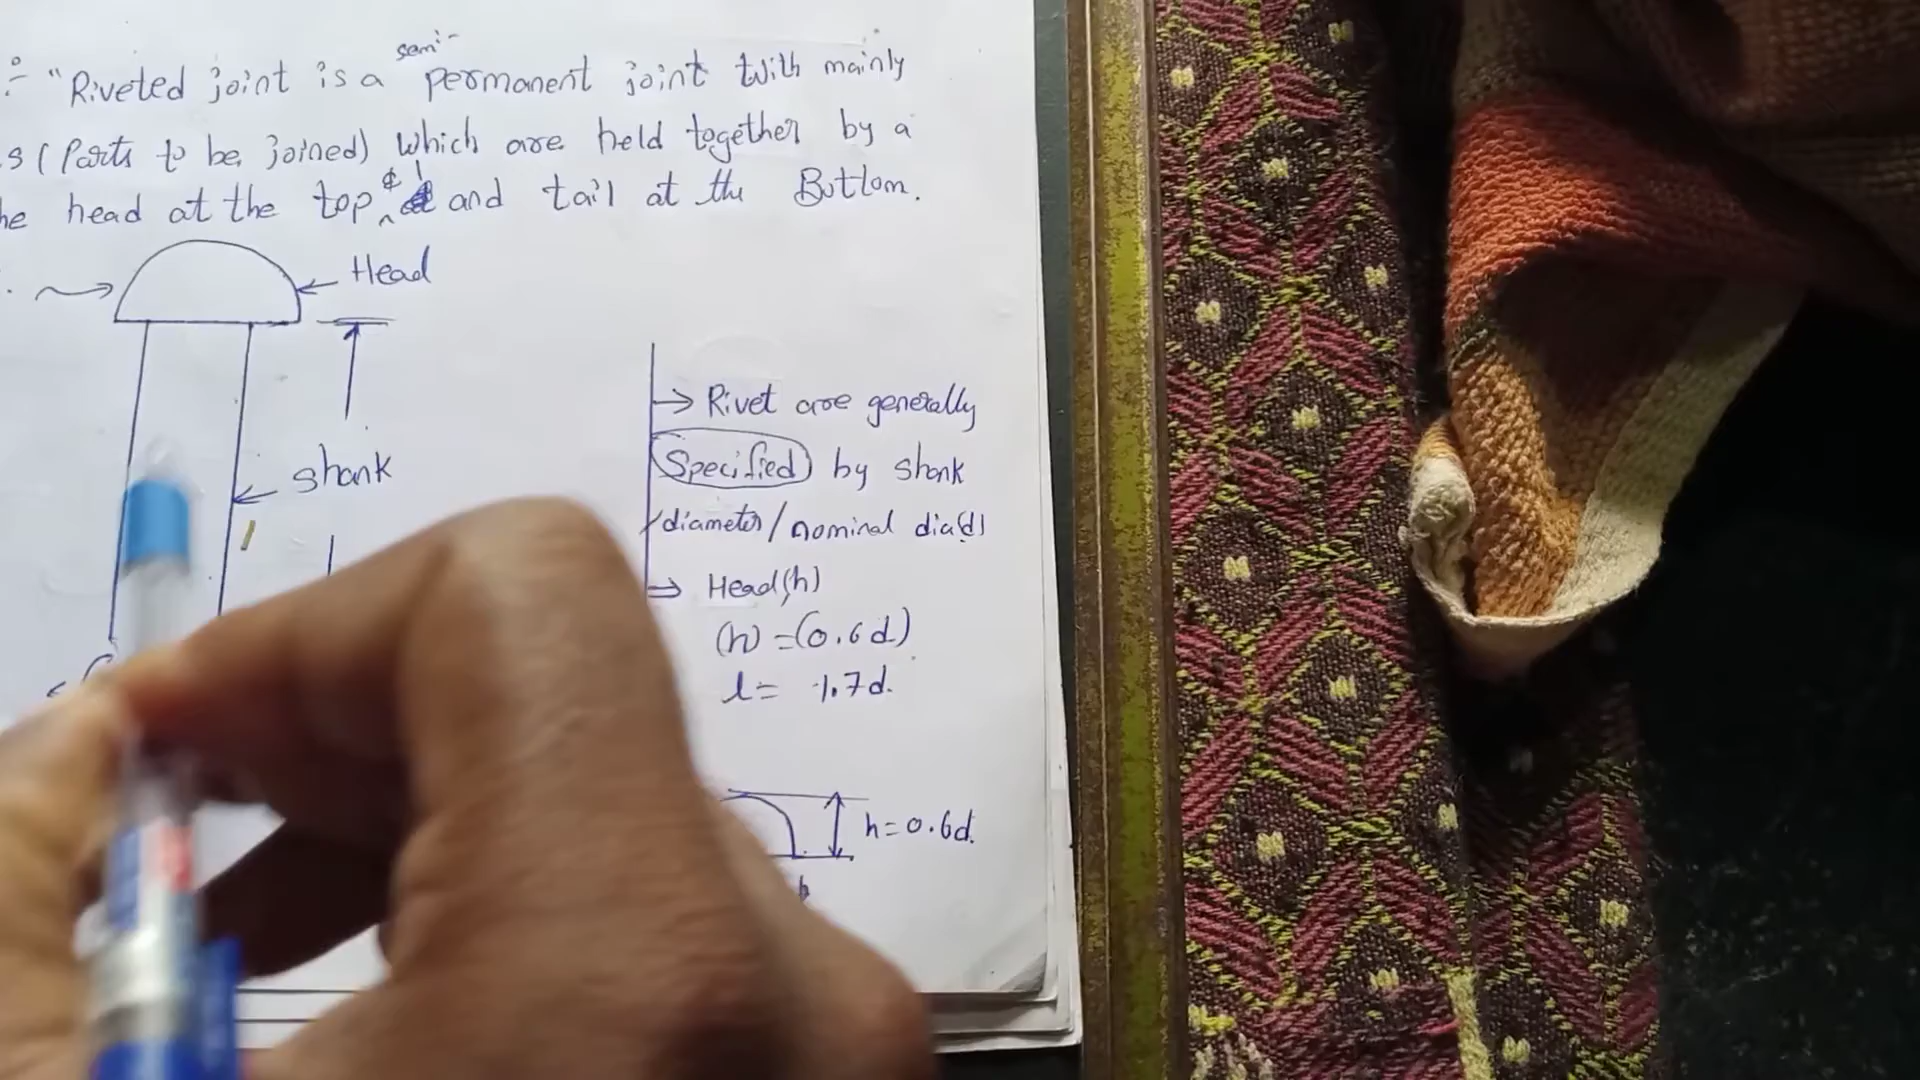 semi-
"Riveted joint is a permanent joint with mainly
s (Parts to be joined) which are held together by a
he head at the top & and tail at the Bottom.
Head
Shank
→ Rivet are generally
Specified by shank
diameter/nominal dia(d)
⇒ Head(h)
(h) = (0.6d)
l = 1.7d.
h = 0.6d.